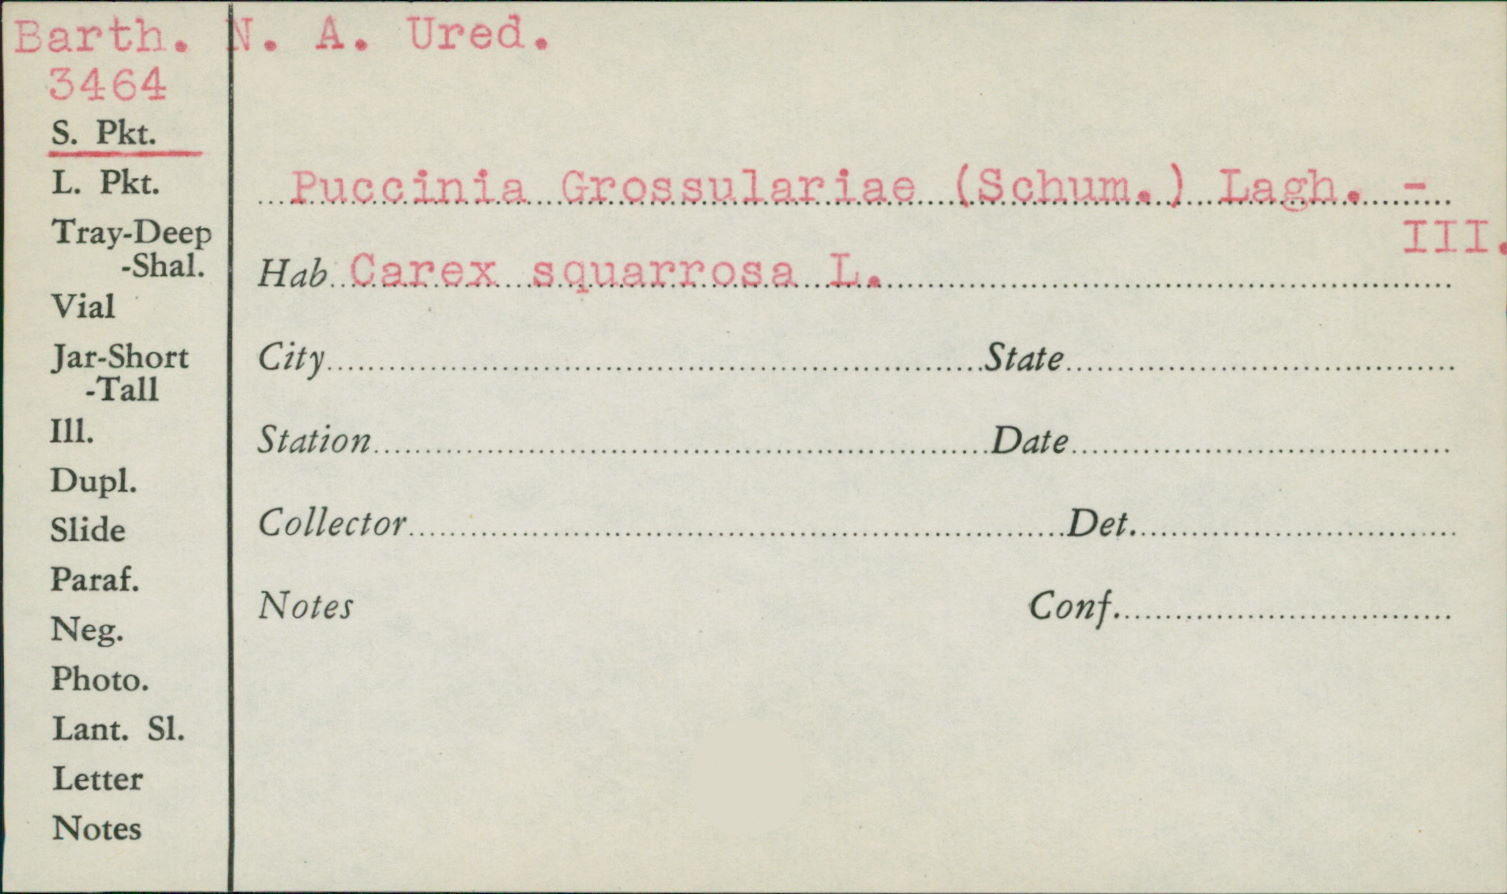 Barth. N. A. Ured.
3464
S. Pkt.
L. Pkt.
Tray-Deep
-Shal.
Vial
Jar-Short
-Tall
Ill.
Dupl.
Slide
Paraf.
Neg.
Photo.
Lant. Sl.
Letter
Notes
Puccinia Grossulariae (Schum.) Lagh. -
III.
Hab Carex squarrosa L.
City State
Station Date
Collector Det.
Notes Conf.